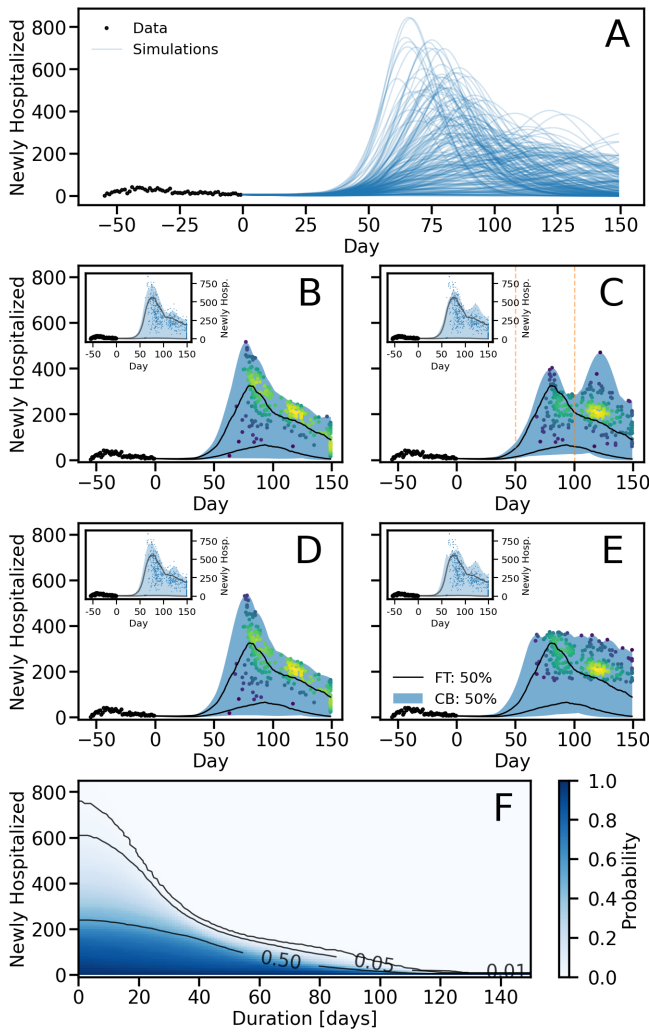 A
Data
Simulations
Newly Hospitalized
800
600
400
200
0
−50 −25 0 25 50 75 100 125 150
Day
B
Newly Hospitalized
800
600
400
200
0
−50 0 50 100 150
Day
750
500
250
0
Newly Hosp.
−50 0 50 100 150
Day
C
−50 0 50 100 150
Day
750
500
250
0
Newly Hosp.
−50 0 50 100 150
Day
D
Newly Hospitalized
800
600
400
200
0
−50 0 50 100 150
Day
750
500
250
0
Newly Hosp.
−50 0 50 100 150
Day
E
FT: 50%
CB: 50%
−50 0 50 100 150
Day
750
500
250
0
Newly Hosp.
−50 0 50 100 150
Day
F
Newly Hospitalized
800
600
400
200
0
0.50
0.05
0.01
0 20 40 60 80 100 120 140
Duration [days]
1.0
0.8
0.6
0.4
0.2
0.0
Probability